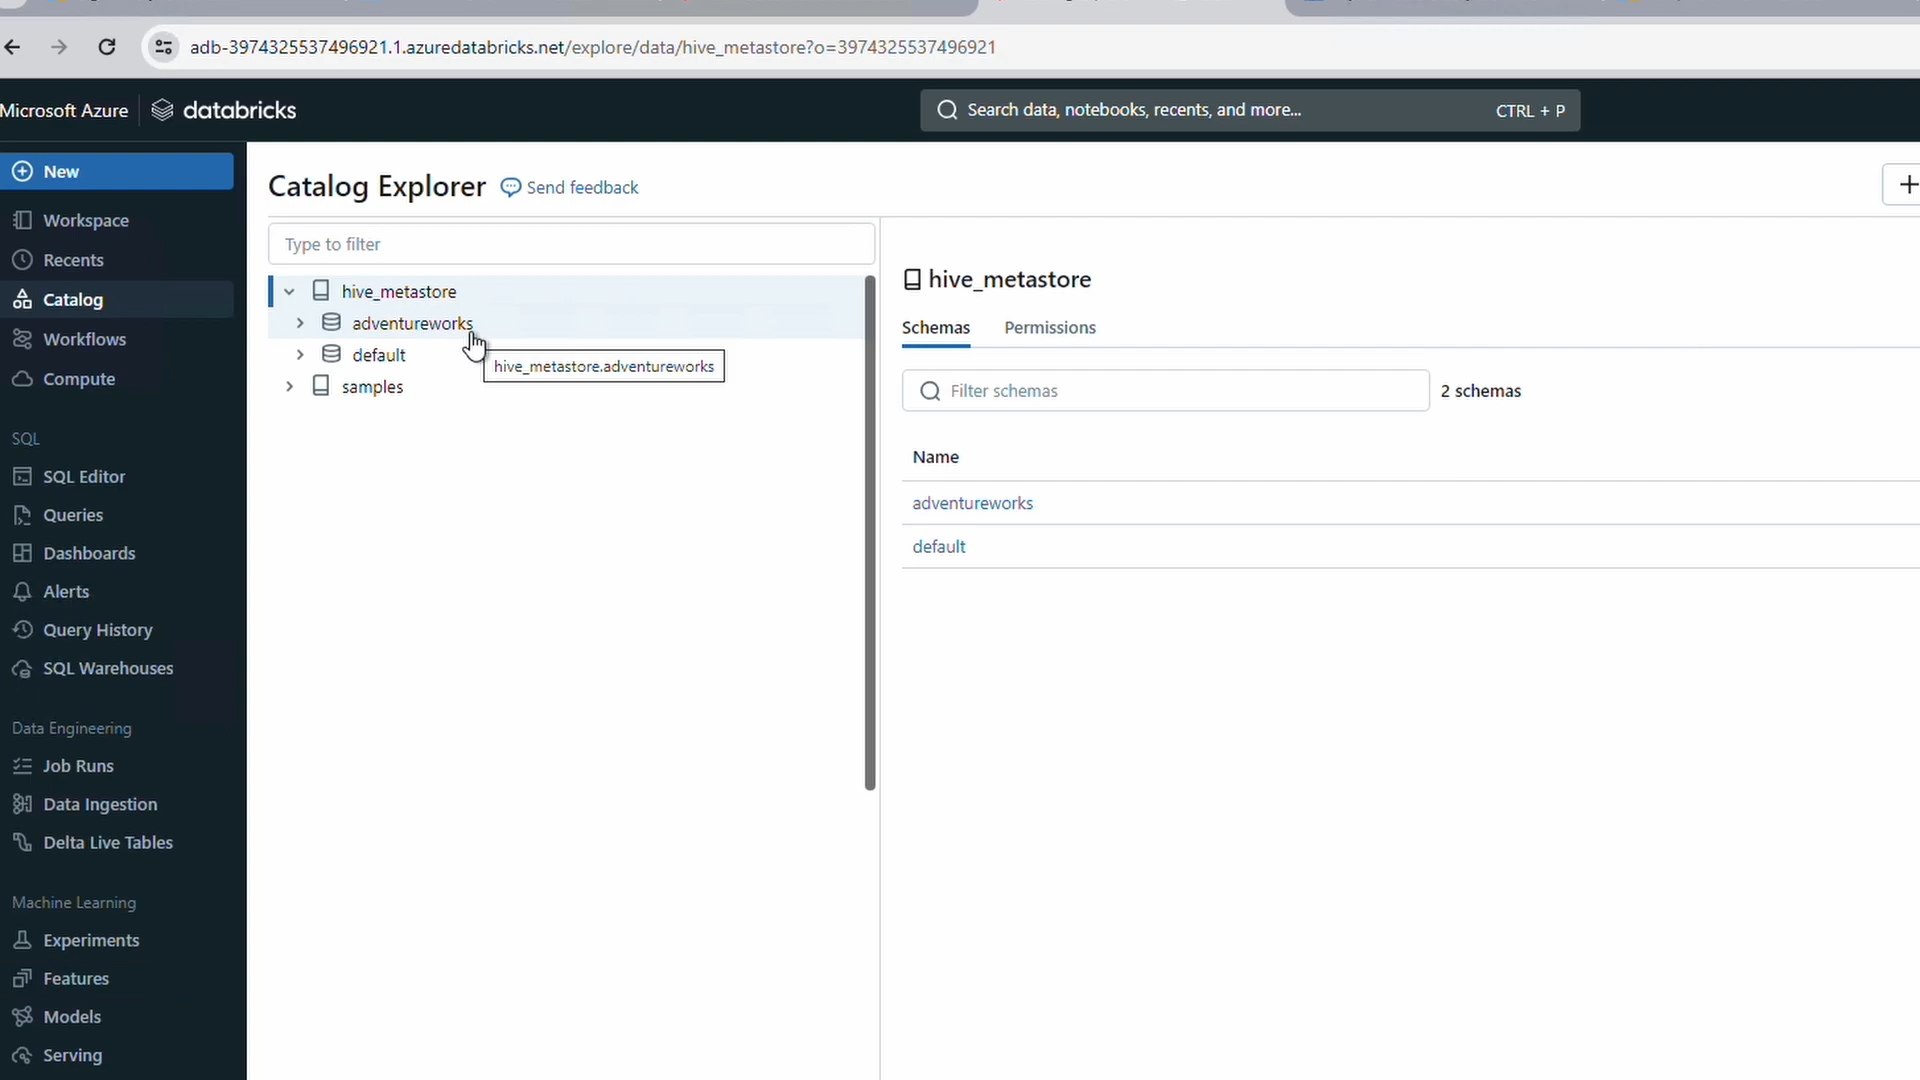 adb-3974325537496921.1.azuredatabricks.net/explore/data/hive_metastore?o=3974325537496921
Microsoft Azure databricks
Search data, notebooks, recents, and more... CTRL + P
New
Workspace
Recents
Catalog
Workflows
Compute
SQL
SQL Editor
Queries
Dashboards
Alerts
Query History
SQL Warehouses
Data Engineering
Job Runs
Data Ingestion
Delta Live Tables
Machine Learning
Experiments
Features
Models
Serving
Catalog Explorer Send feedback
Type to filter
hive_metastore
adventureworks
default
hive_metastore.adventureworks
samples
hive_metastore
Schemas Permissions
Filter schemas 2 schemas
Name
adventureworks
default